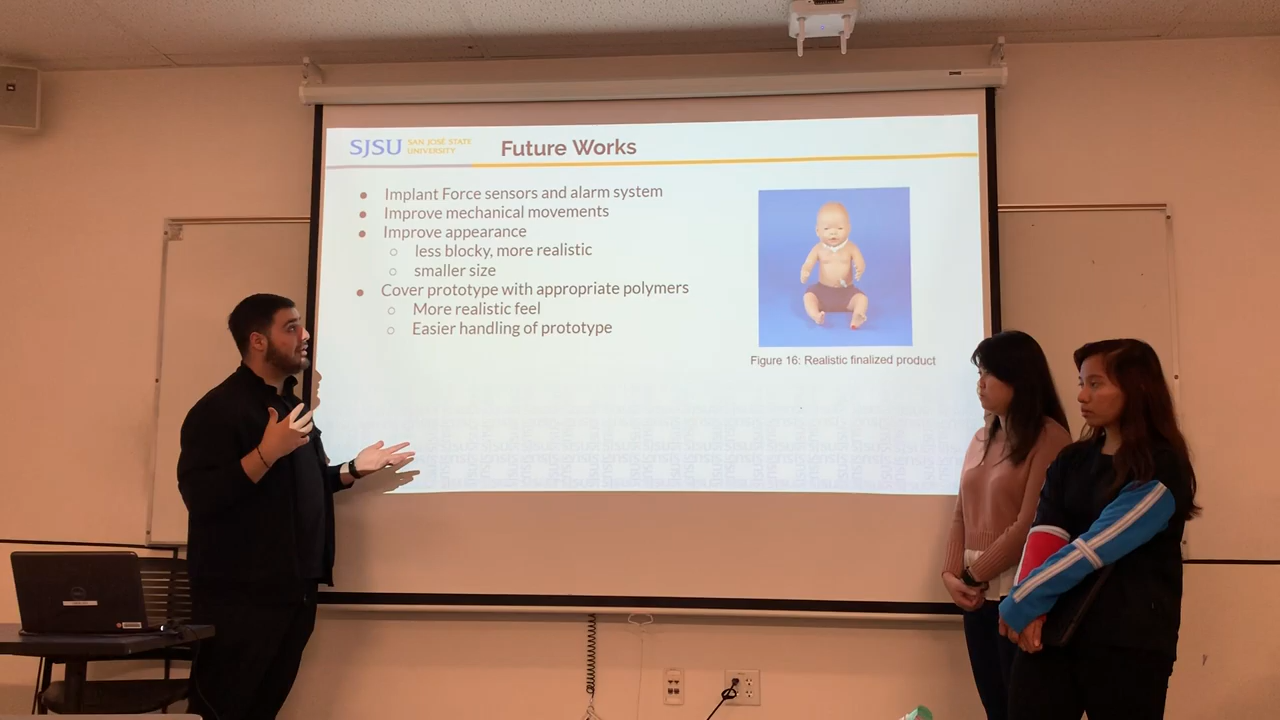 SJSU SAN JOSÉ STATE
UNIVERSITY
Future Works
Implant Force sensors and alarm system
Improve mechanical movements
Improve appearance
less blocky, more realistic
smaller size
Cover prototype with appropriate polymers
More realistic feel
Easier handling of prototype
Figure 16: Realistic finalized product